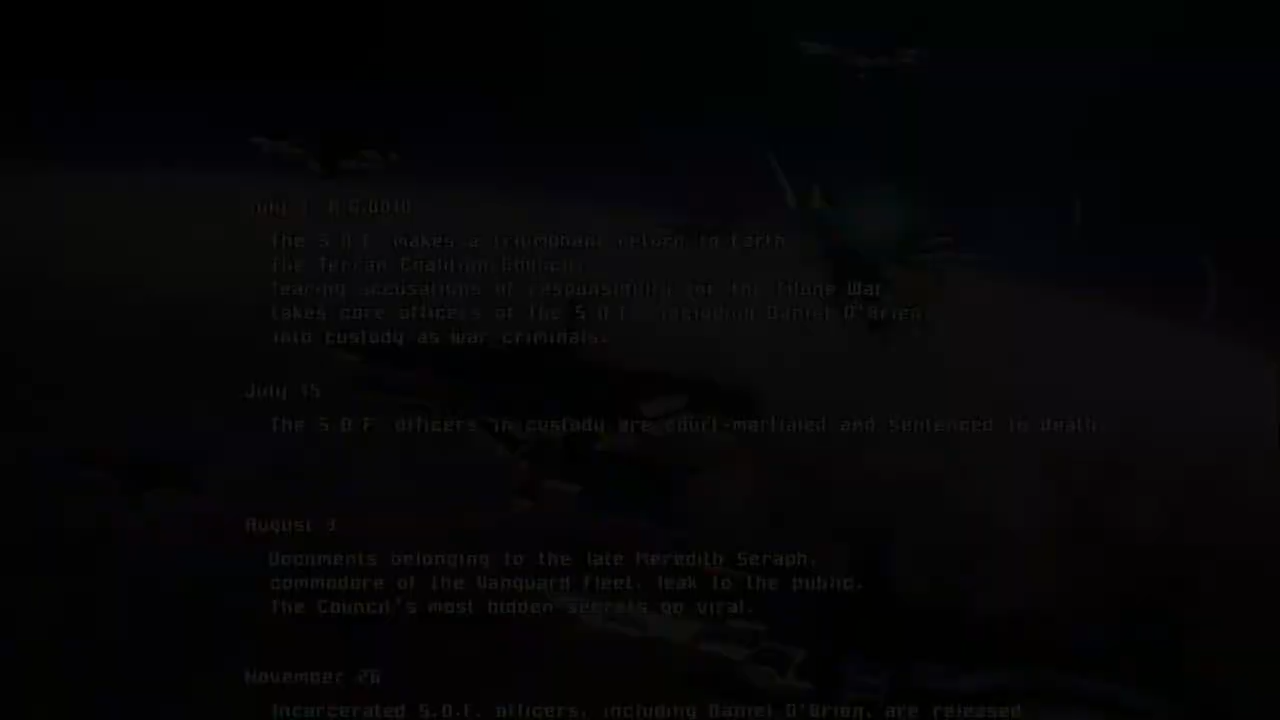 July
The S.O.F. makes a triumphant return to Earth
The Terran Coalition Council,
fearing accusations of responsibility for the Clone War
takes core officers of the S.O.F. including Daniel O'Brien
into custody as war criminals.
July 15
The S.O.F. officers in custody are court-martialed and sentenced to death
August 3
Documents belonging to the late Meredith Seraph,
commodore of the Vanguard Fleet, leak to the public.
The Council's most hidden secrets go viral.
November 26
Incarcerated S.O.F. officers, including Daniel O'Brien, are released